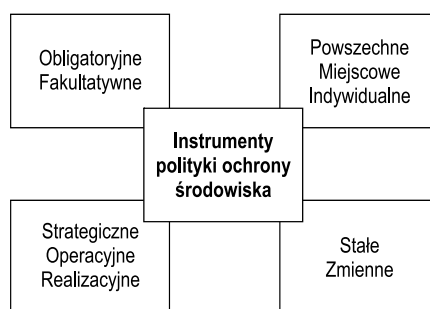 Obligatoryjne
Fakultatywne
Powszechne
Miejscowe
Indywidualne
Instrumenty
polityki ochrony
środowiska
Strategiczne
Operacyjne
Realizacyjne
Stałe
Zmienne